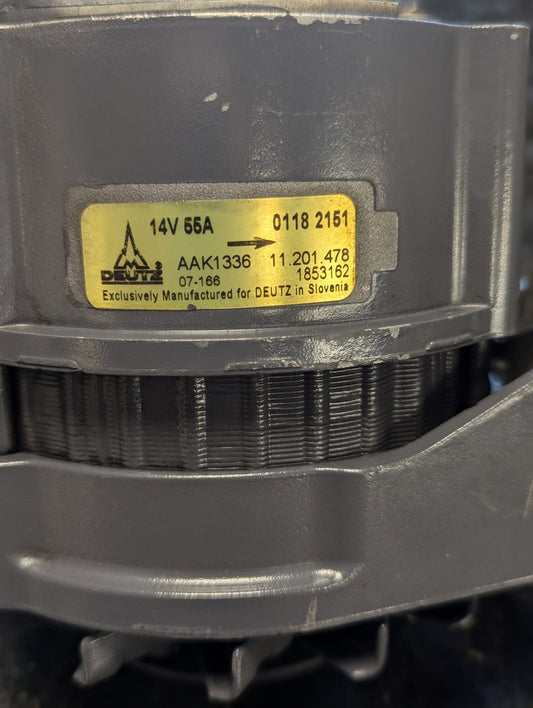 14V 55A 0118 2151
DEUTZ AAK1336 11.201.478
07-166 1853162
Exclusively Manufactured for DEUTZ in Slovenia